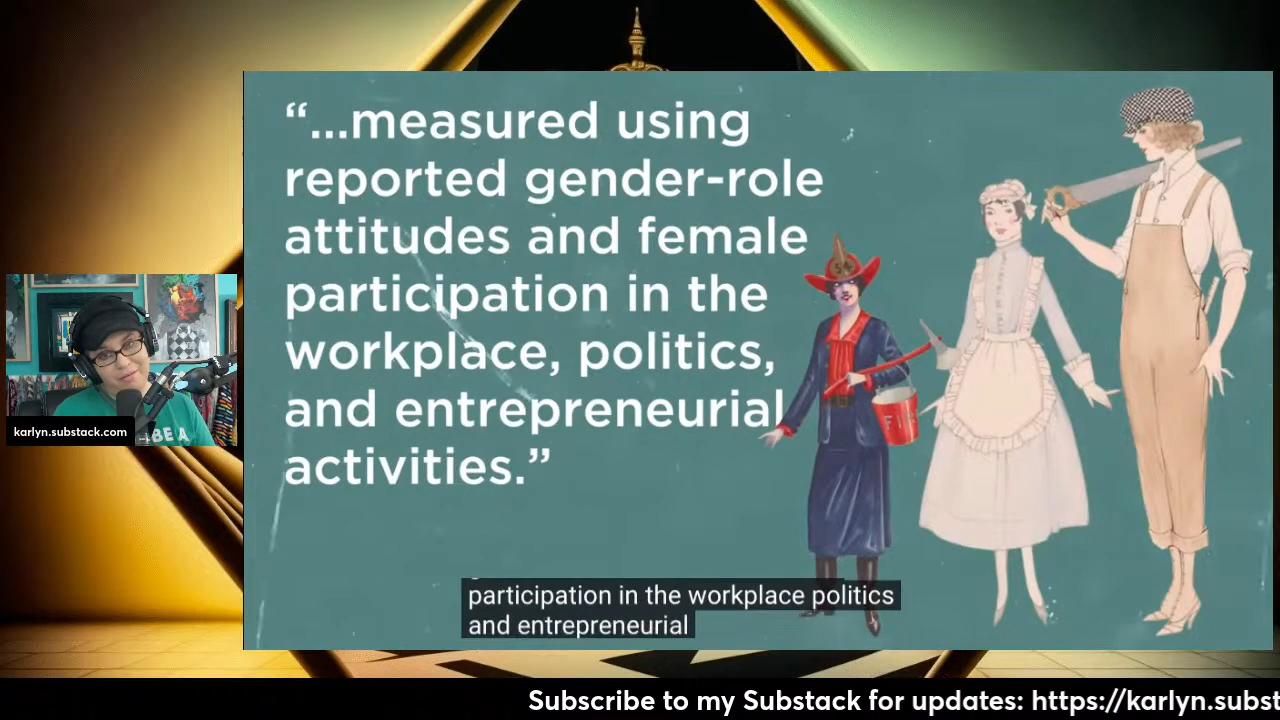 “...measured using
reported gender-role
attitudes and female
participation in the
workplace, politics,
and entrepreneurial
activities.”
karlyn.substack.com
BE A
participation in the workplace politics
and entrepreneurial
Subscribe to my Substack for updates: https://karlyn.subst